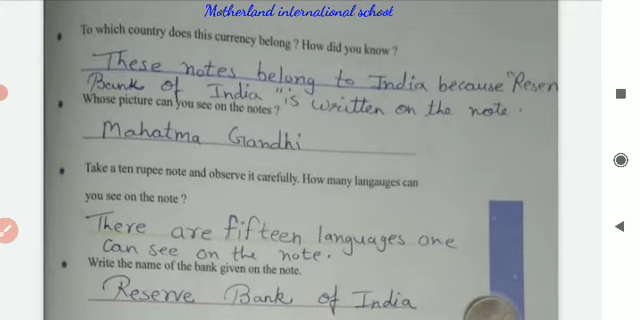 Motherland international school
To which country does this currency belong ? How did you know ?
These notes belong to India because "Reser
Bank of India" is written on the note.
Whose picture can you see on the notes ?
Mahatma Gandhi
Take a ten rupee note and observe it carefully. How many langauges can
you see on the note ?
There are fifteen languages one
can see on the note.
Write the name of the bank given on the note.
Reserve Bank of India